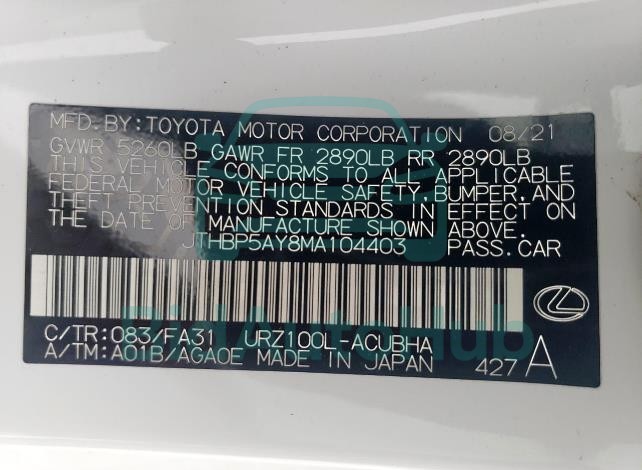 MFD. BY: TOYOTA MOTOR CORPORATION 08/21
GVWR 5260LB GAWR FR 2890LB RR 2890LB
THIS VEHICLE CONFORMS TO ALL APPLICABLE
FEDERAL MOTOR VEHICLE SAFETY, BUMPER, AND
THEFT PREVENTION STANDARDS IN EFFECT ON
THE DATE OF MANUFACTURE SHOWN ABOVE.
JTHBP5AY8MA104403 PASS. CAR
C/TR: 083/FA31 URZ100L-ACUBHA
A/TM: A01B/AGA0E MADE IN JAPAN 427 A
BidAutoHub